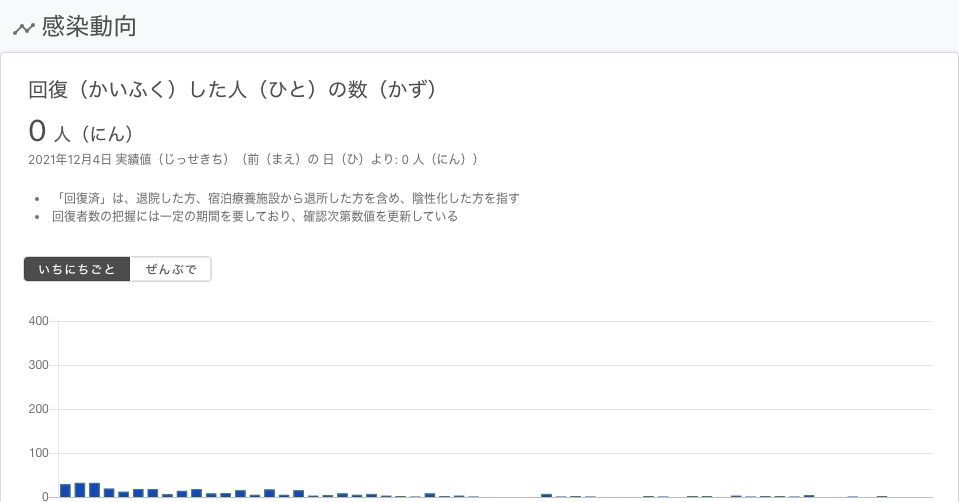 感染動向
回復（かいふく）した人（ひと）の数（かず）
0 人（にん）
2021年12月4日 実績値（じっせきち）（前（まえ）の 日（ひ）より: 0 人（にん））
「回復済」は、退院した方、宿泊療養施設から退所した方を含め、陰性化した方を指す
回復者数の把握には一定の期間を要しており、確認次第数値を更新している
いちにちごと ぜんぶで
400
300
200
100
0